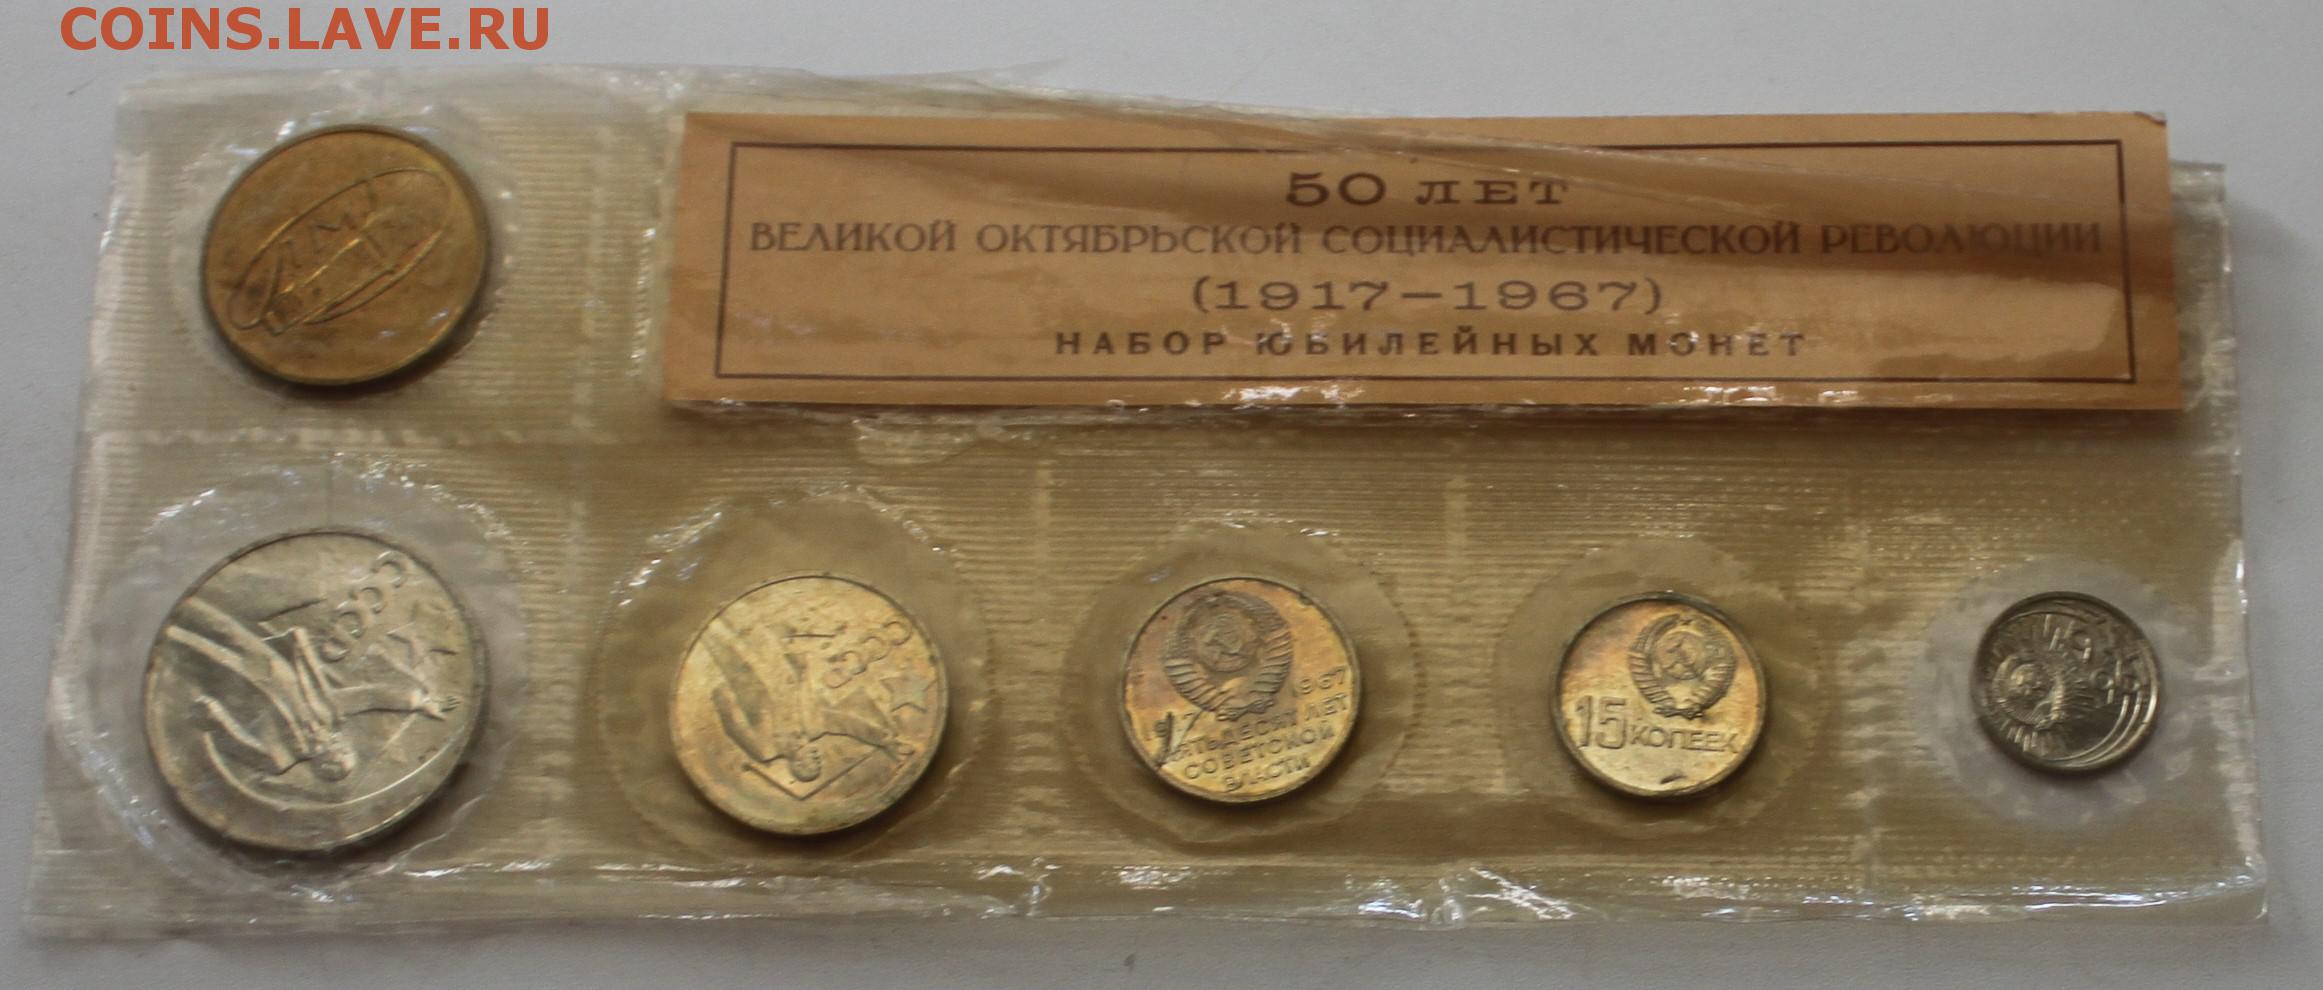 COINS.LAVE.RU
50 ЛЕТ
ВЕЛИКОЙ ОКТЯБРЬСКОЙ СОЦИАЛИСТИЧЕСКОЙ РЕВОЛЮЦИИ
(1917-1967)
НАБОР ЮБИЛЕЙНЫХ МОНЕТ
ЛМД
СССР
СССР
1967
ЛЕТ
СОВЕТСКОЙ
ВЛАСТИ
15 КОПЕЕК